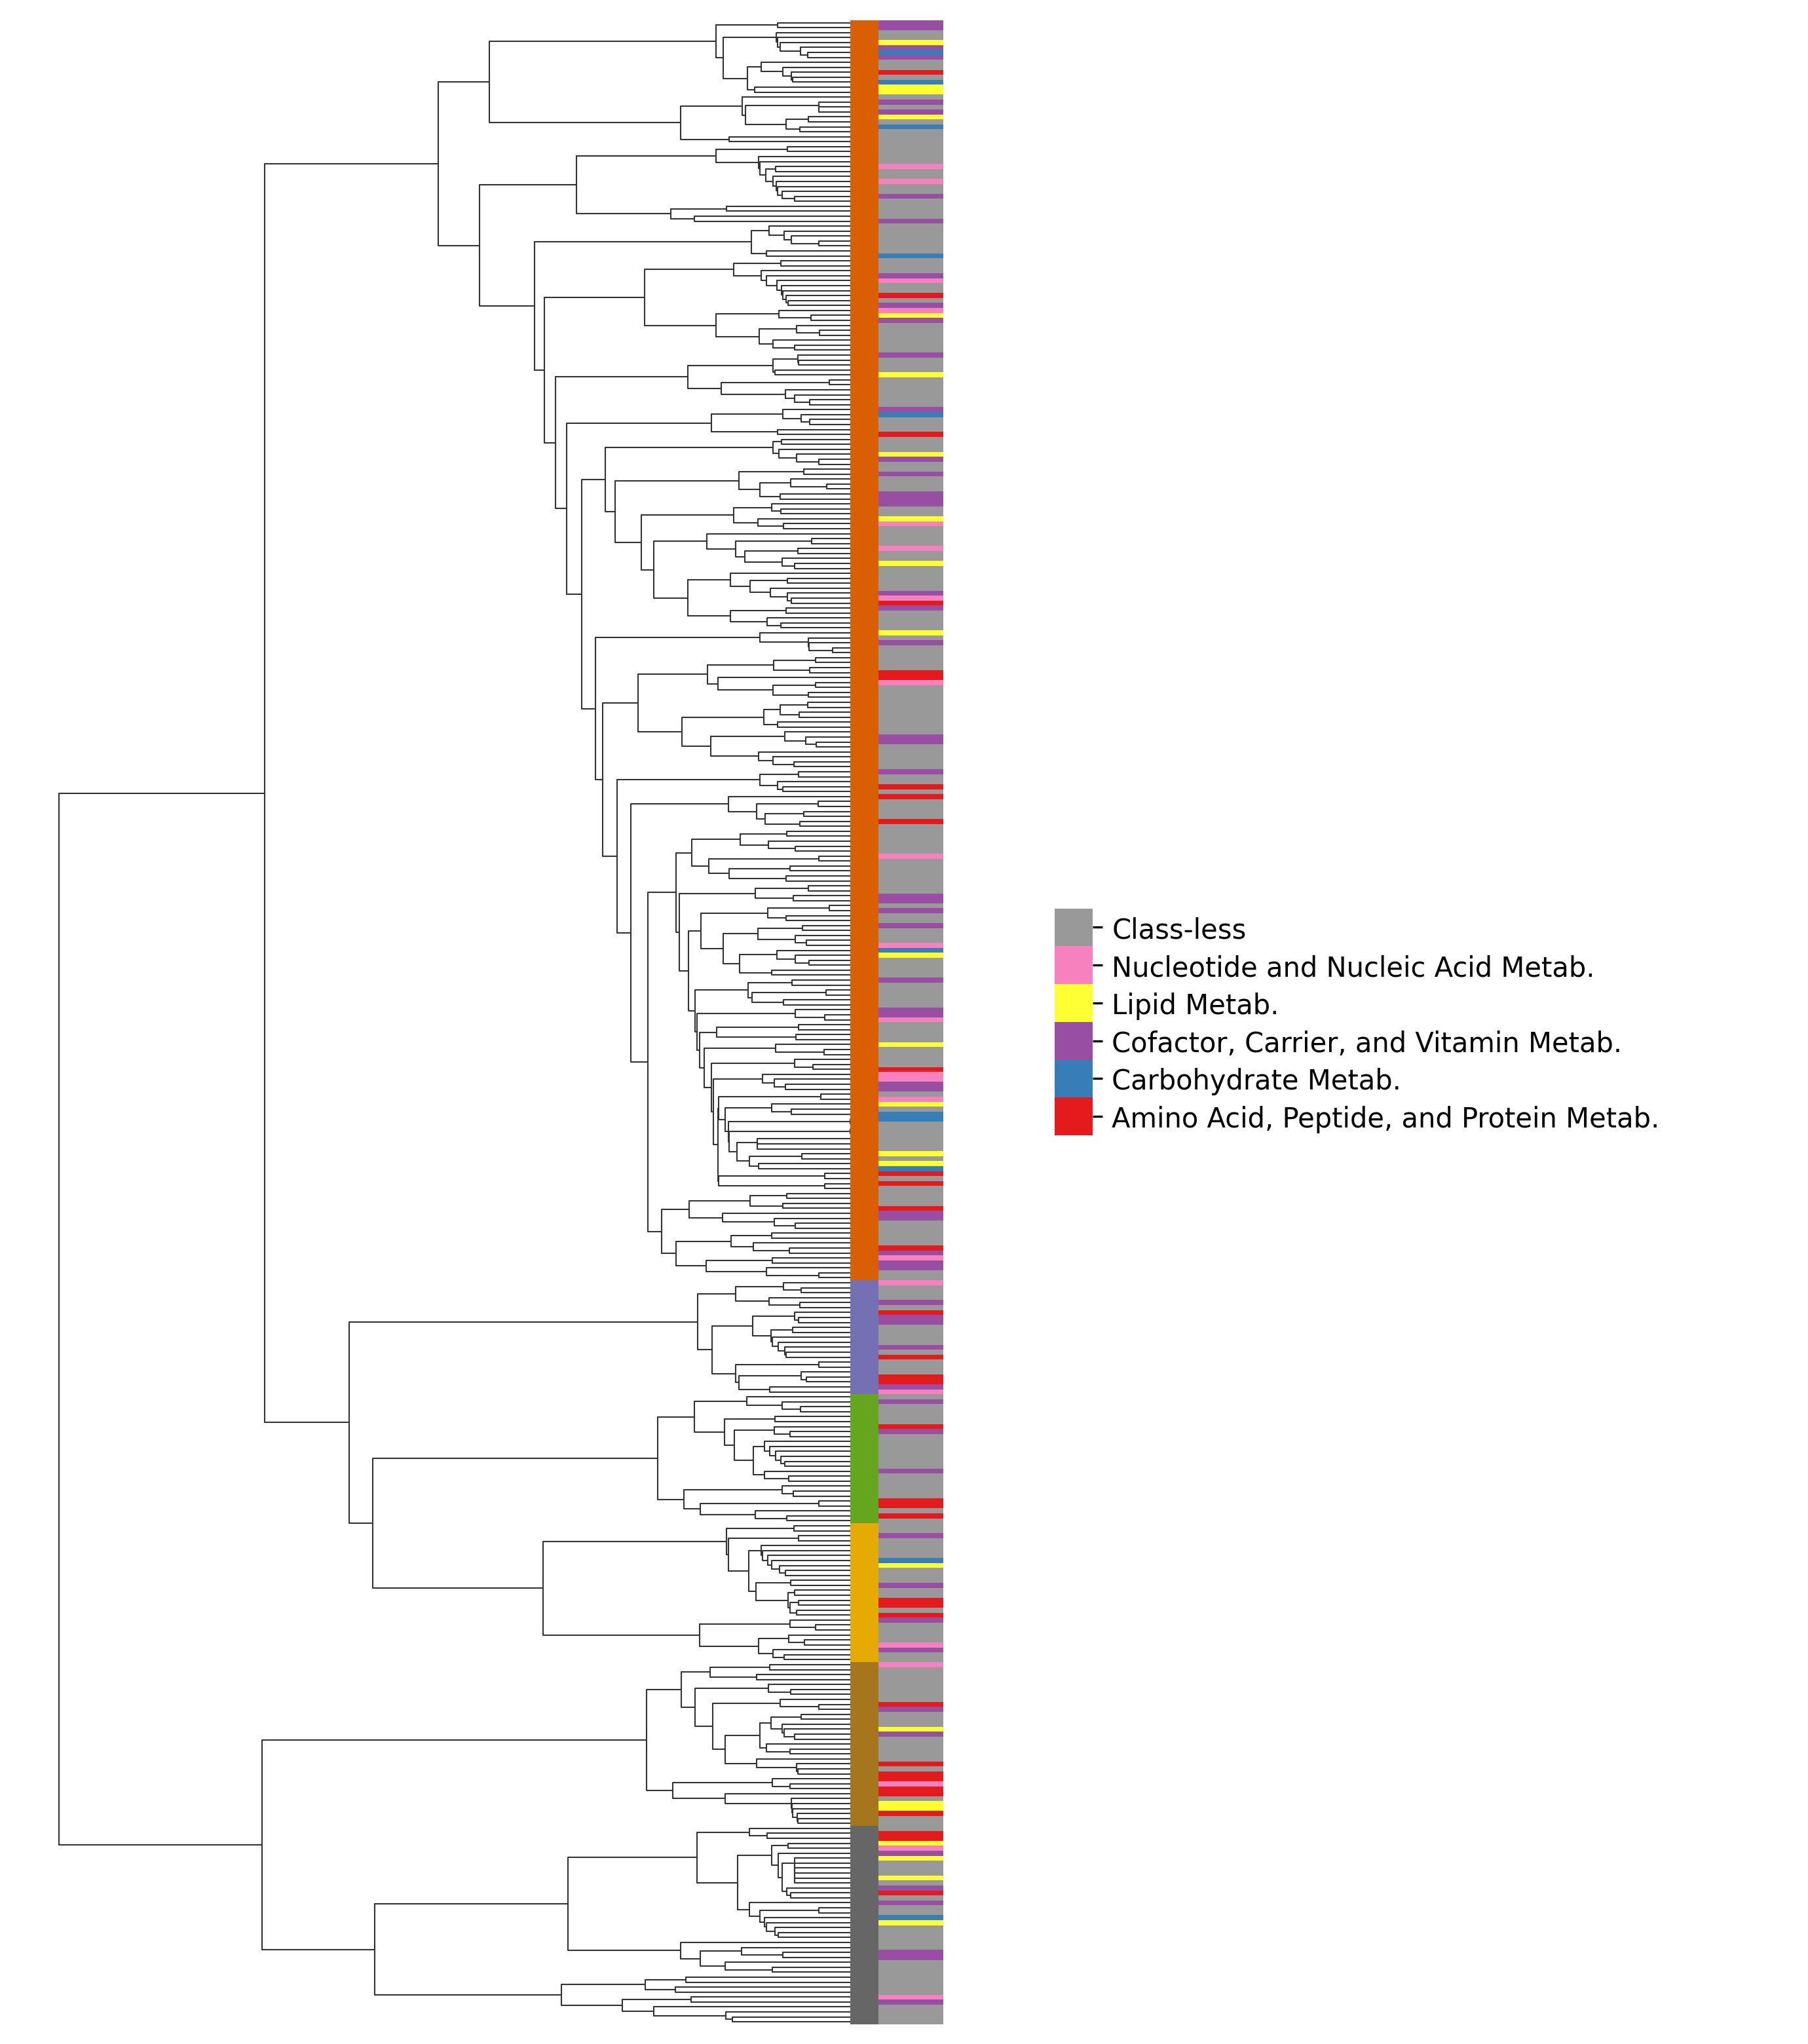 Class-less
Nucleotide and Nucleic Acid Metab.
Lipid Metab.
Cofactor, Carrier, and Vitamin Metab.
Carbohydrate Metab.
Amino Acid, Peptide, and Protein Metab.